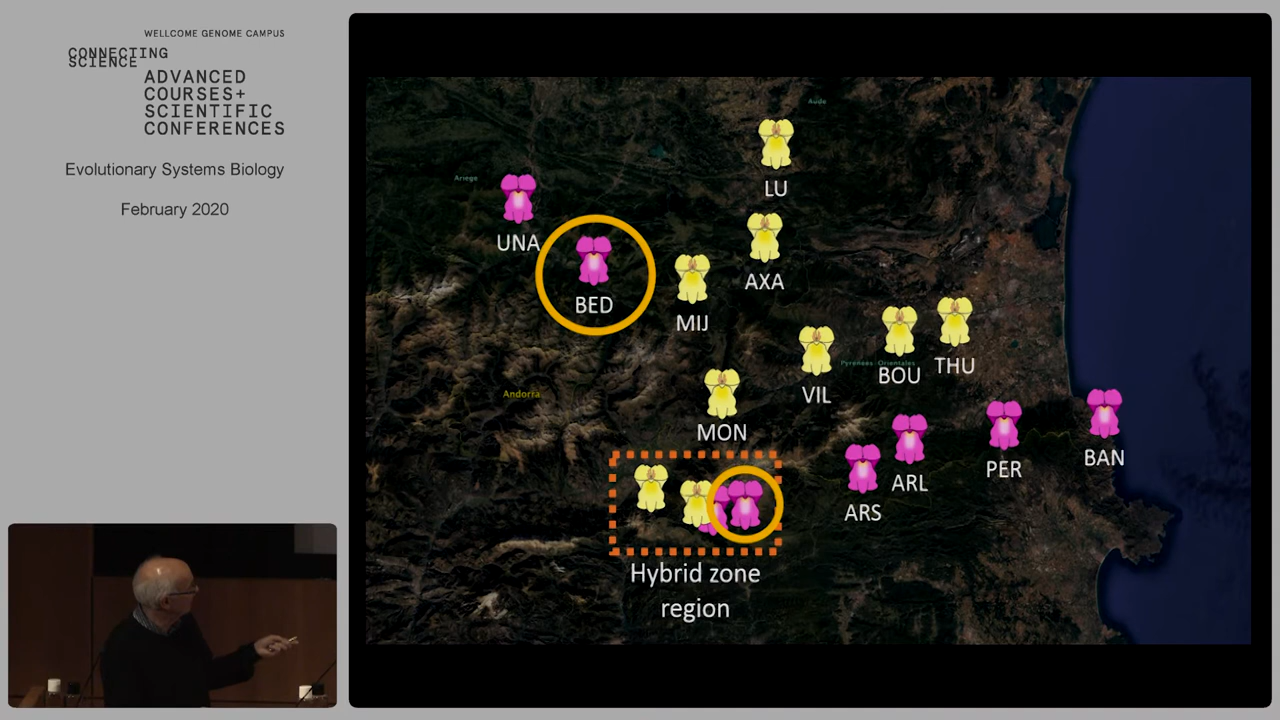 WELLCOME GENOME CAMPUS
CONNECTING
SCIENCE
ADVANCED
COURSES+
SCIENTIFIC
CONFERENCES
Evolutionary Systems Biology
February 2020
Aude
LU
Ariege
UNA
AXA
BED
MIJ
Pyrenees-Orientales
THU
BOU
VIL
Andorra
MON
BAN
PER
ARL
ARS
Hybrid zone
region